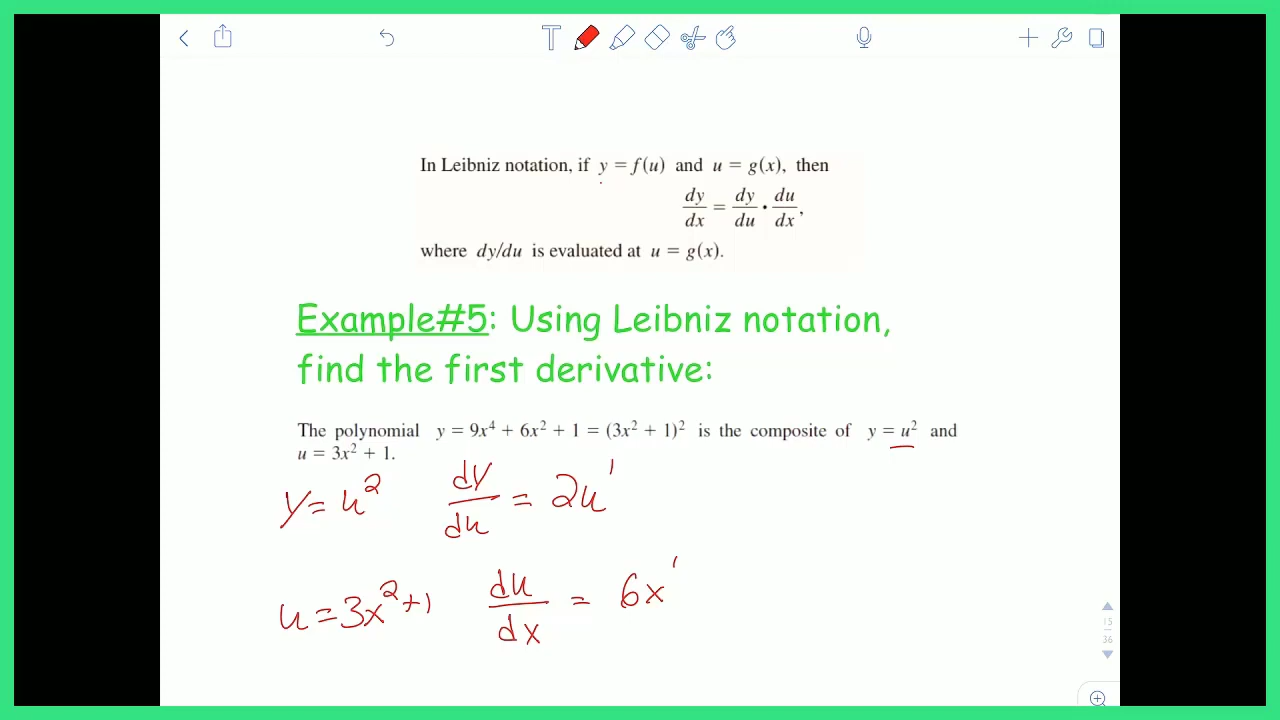 In Leibniz notation, if y = f(u) and u = g(x), then
dy/dx = dy/du • du/dx,
where dy/du is evaluated at u = g(x).
Example#5: Using Leibniz notation,
find the first derivative:
The polynomial y = 9x⁴ + 6x² + 1 = (3x² + 1)² is the composite of y = u² and
u = 3x² + 1.
y = u² dy/du = 2u¹
u = 3x² + 1 du/dx = 6x¹
15
36